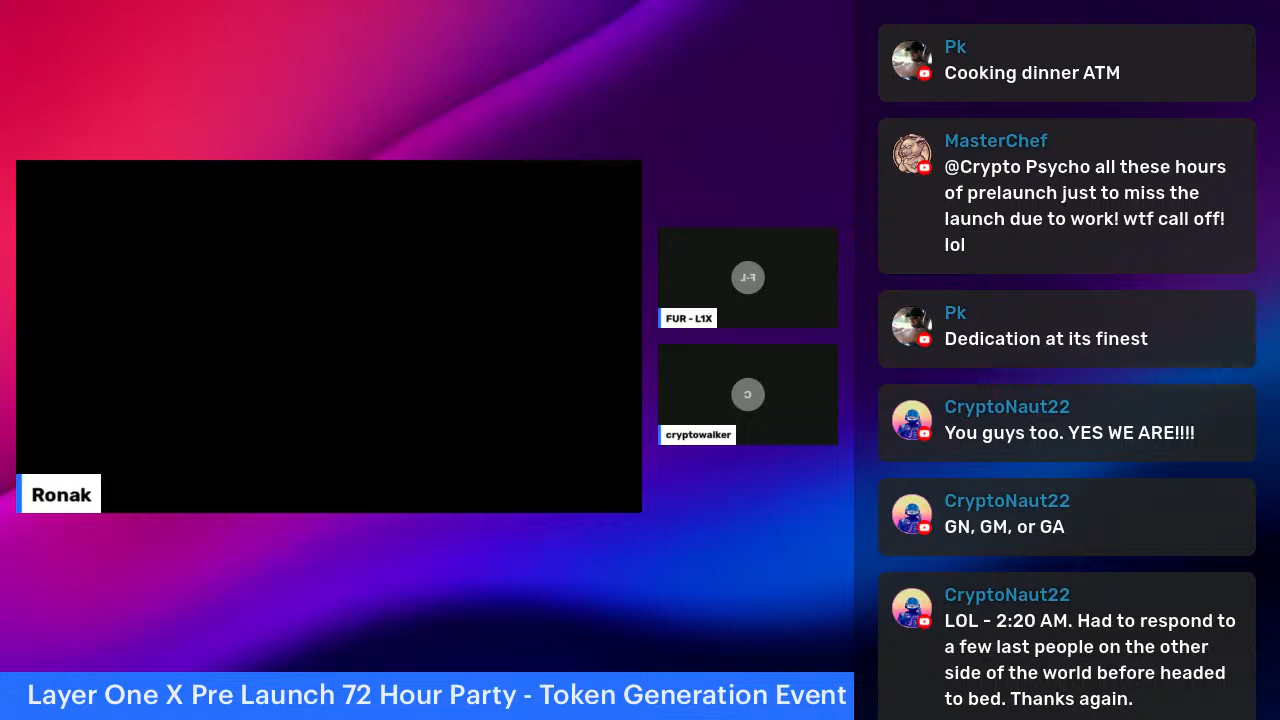 Pk
Cooking dinner ATM
MasterChef
@Crypto Psycho all these hours
of prelaunch just to miss the
launch due to work! wtf call off!
lol
Pk
Dedication at its finest
CryptoNaut22
You guys too. YES WE ARE!!!!
CryptoNaut22
GN, GM, or GA
CryptoNaut22
LOL - 2:20 AM. Had to respond to
a few last people on the other
side of the world before headed
to bed. Thanks again.
F-L
FUR - L1X
C
cryptowalker
Ronak
Layer One X Pre Launch 72 Hour Party - Token Generation Event